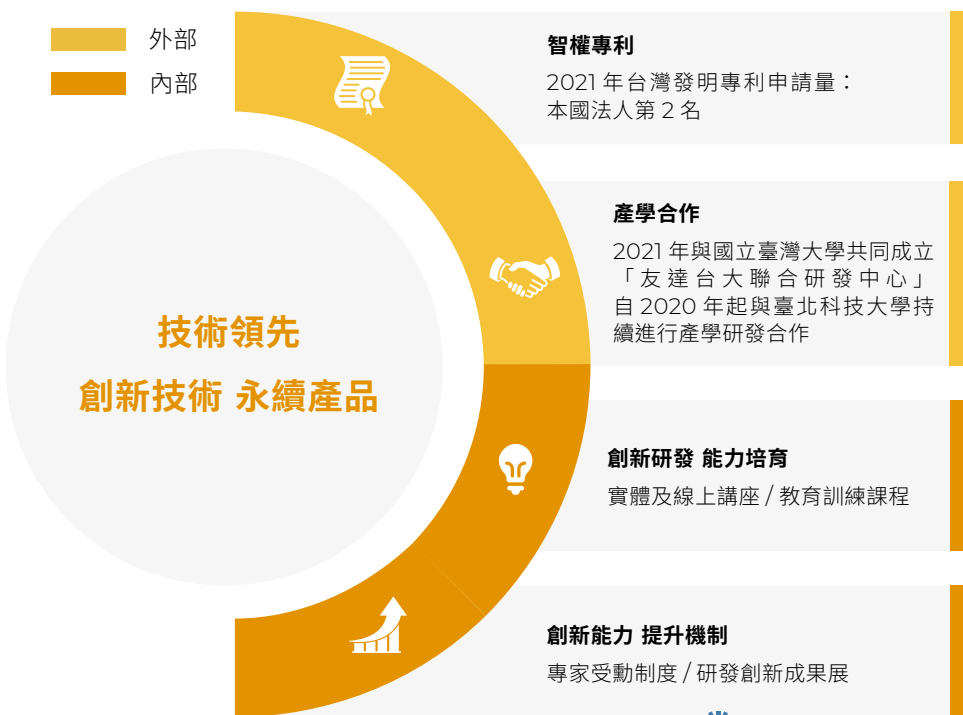 外部
內部
技術領先
創新技術 永續產品
智權專利
2021 年台灣發明專利申請量：
本國法人第 2 名
產學合作
2021 年與國立臺灣大學共同成立
「友達台大聯合研發中心」
自 2020 年起與臺北科技大學持
續進行產學研發合作
創新研發 能力培育
實體及線上講座 / 教育訓練課程
創新能力 提升機制
專家受勳制度 / 研發創新成果展